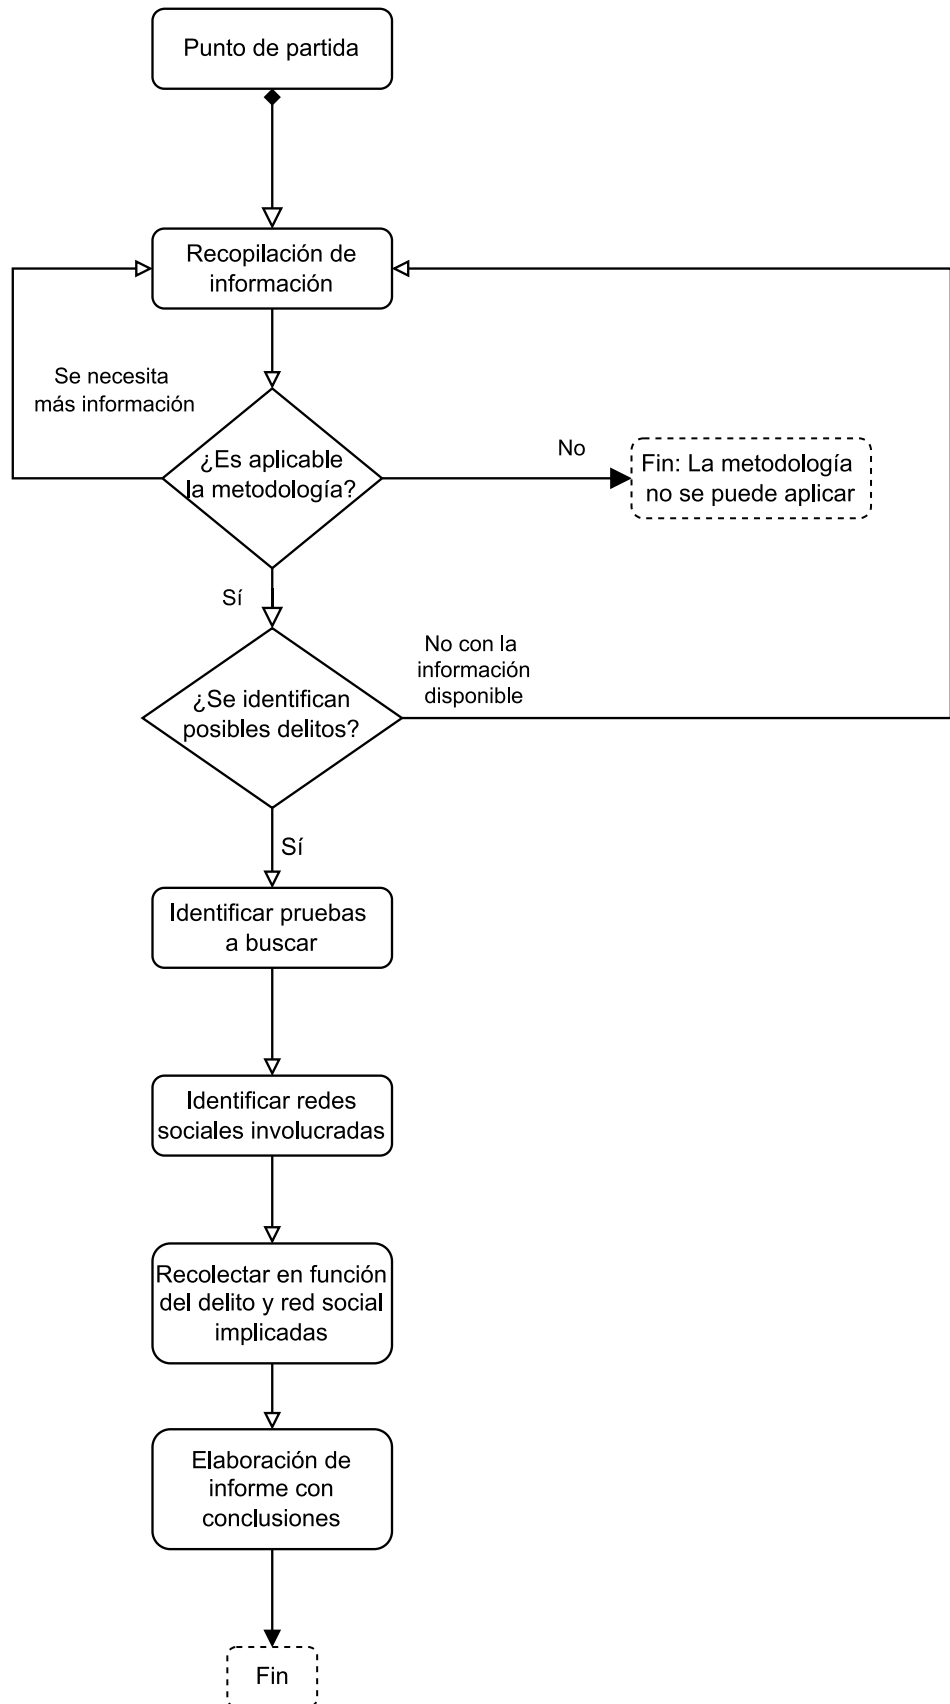 Punto de partida
Recopilación de
información
Se necesita
más información
¿Es aplicable
la metodología?
No
Fin: La metodología
no se puede aplicar
Sí
No con la
información
disponible
¿Se identifican
posibles delitos?
Sí
Identificar pruebas
a buscar
Identificar redes
sociales involucradas
Recolectar en función
del delito y red social
implicadas
Elaboración de
informe con
conclusiones
Fin